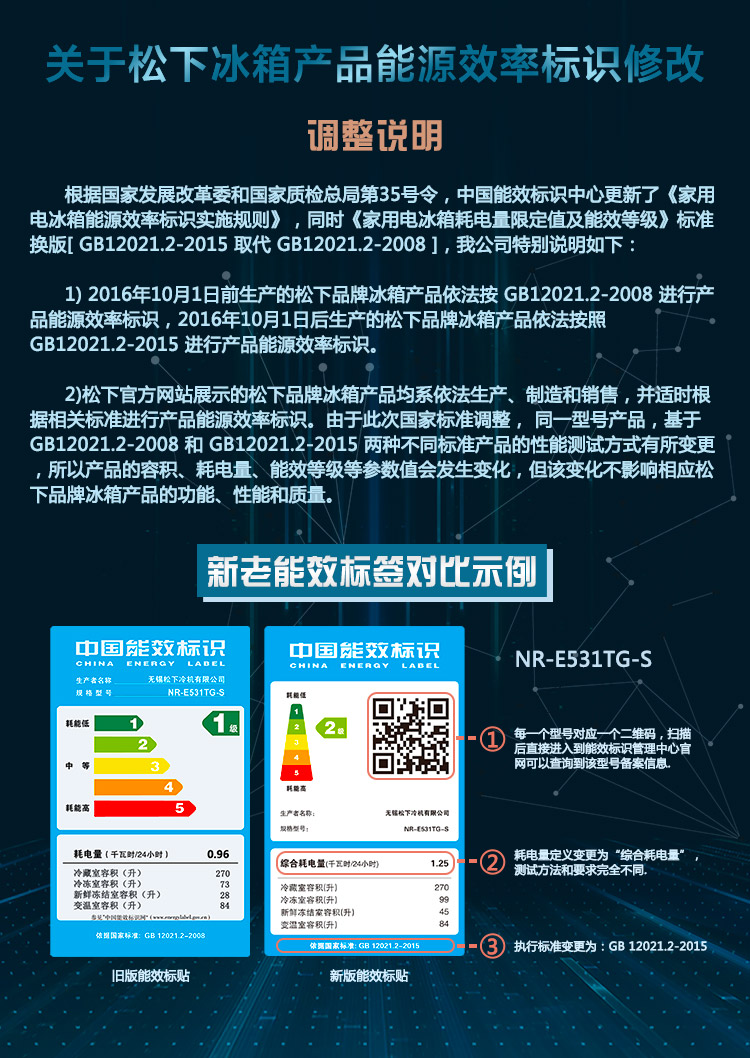 关于松下冰箱产品能源效率标识修改
调整说明
根据国家发展改革委和国家质检总局第35号令，中国能效标识中心更新了《家用
电冰箱能源效率标识实施规则》，同时《家用电冰箱耗电量限定值及能效等级》标准
换版[ GB12021.2-2015 取代 GB12021.2-2008 ]，我公司特别说明如下：
1) 2016年10月1日前生产的松下品牌冰箱产品依法按 GB12021.2-2008 进行产
品能源效率标识，2016年10月1日后生产的松下品牌冰箱产品依法按照
GB12021.2-2015 进行产品能源效率标识。
2)松下官方网站展示的松下品牌冰箱产品均系依法生产、制造和销售，并适时根
据相关标准进行产品能源效率标识。由于此次国家标准调整， 同一型号产品，基于
GB12021.2-2008 和 GB12021.2-2015 两种不同标准产品的性能测试方式有所变更
，所以产品的容积、耗电量、能效等级等参数值会发生变化，但该变化不影响相应松
下品牌冰箱产品的功能、性能和质量。
新老能效标签对比示例
中国能效标识
CHINA ENERGY LABEL
生产者名称 无锡松下冷机有限公司
规格型号 NR-E531TG-S
耗能低 1 1级
2
中 等 3
4
耗能高 5
耗电量（千瓦时/24小时） 0.96
冷藏室容积（升） 270
冷冻室容积（升） 73
新鲜冻结室容积（升） 28
变温室容积（升） 84
参见"中国能效标识网"（www.energylabel.gov.cn）
依据国家标准: GB 12021.2-2008
旧版能效标贴
中国能效标识
CHINA ENERGY LABEL
耗能低
1
2 2级
3
4
5
耗能高
生产者名称: 无锡松下冷机有限公司
规格型号: NR-E531TG-S
综合耗电量(千瓦时/24小时) 1.25
冷藏室容积(升) 270
冷冻室容积(升) 99
新鲜冻结室容积(升) 45
变温室容积(升) 84
依据国家标准: GB 12021.2-2015
新版能效标贴
NR-E531TG-S
1 每一个型号对应一个二维码，扫描
后直接进入到能效标识管理中心官
网可以查询到该型号备案信息.
2 耗电量定义变更为“综合耗电量”，
测试方法和要求完全不同.
3 执行标准变更为：GB 12021.2-2015